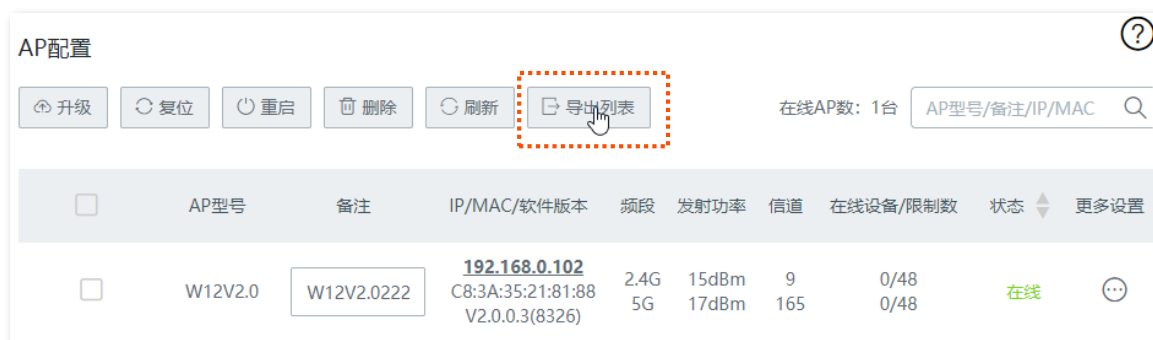 AP配置
?
升级 复位 重启 删除 刷新 导出列表 在线AP数：1台 AP型号/备注/IP/MAC
AP型号 备注 IP/MAC/软件版本 频段 发射功率 信道 在线设备/限制数 状态 更多设置
192.168.0.102
W12V2.0 W12V2.0222 C8:3A:35:21:81:88 2.4G 15dBm 9 0/48 在线
5G 17dBm 165 0/48
V2.0.0.3(8326)